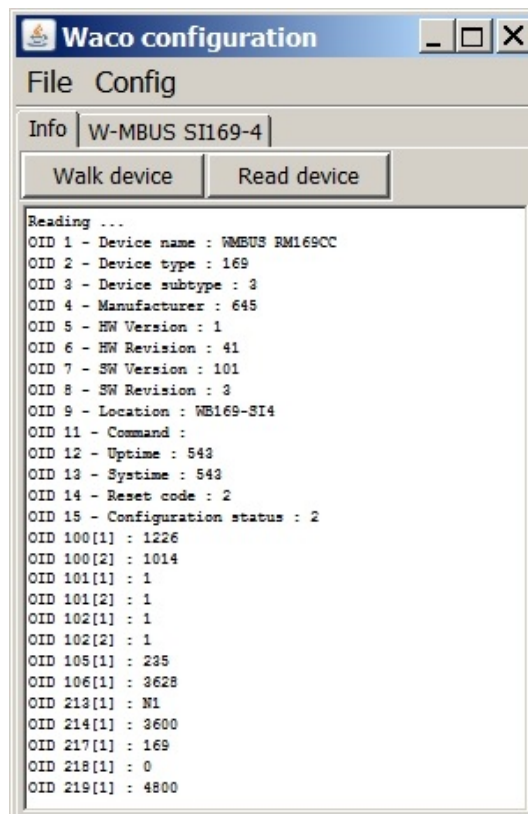 Waco configuration
File Config
Info W-MBUS SI169-4
Walk device Read device
Reading ...
OID 1 - Device name : WMBUS RM169CC
OID 2 - Device type : 169
OID 3 - Device subtype : 3
OID 4 - Manufacturer : 645
OID 5 - HW Version : 1
OID 6 - HW Revision : 41
OID 7 - SW Version : 101
OID 8 - SW Revision : 3
OID 9 - Location : WB169-SI4
OID 11 - Command :
OID 12 - Uptime : 543
OID 13 - Systime : 543
OID 14 - Reset code : 2
OID 15 - Configuration status : 2
OID 100[1] : 1226
OID 100[2] : 1014
OID 101[1] : 1
OID 101[2] : 1
OID 102[1] : 1
OID 102[2] : 1
OID 105[1] : 235
OID 106[1] : 3628
OID 213[1] : N1
OID 214[1] : 3600
OID 217[1] : 169
OID 218[1] : 0
OID 219[1] : 4800